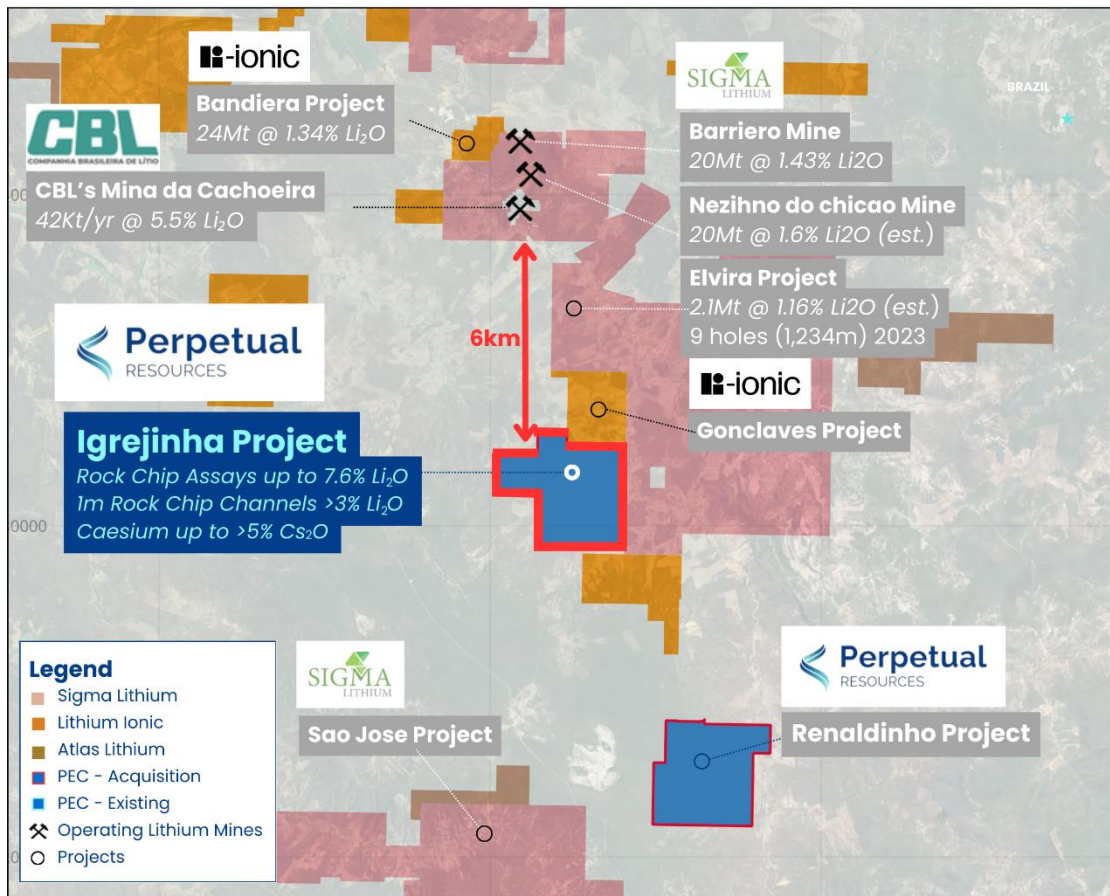 BRAZIL
-ionic
Bandiera Project
24Mt @ 1.34% Li₂O
SIGMA
LITHIUM
CBL
COMPANHIA BRASILEIRA DE LÍTIO
CBL's Mina da Cachoeira
42Kt/yr @ 5.5% Li₂O
Barriero Mine
20Mt @ 1.43% Li2O
Nezihno do chicao Mine
20Mt @ 1.6% Li2O (est.)
Elvira Project
2.1Mt @ 1.16% Li2O (est.)
9 holes (1,234m) 2023
6km
Perpetual
RESOURCES
-ionic
Gonclaves Project
Igrejinha Project
Rock Chip Assays up to 7.6% Li₂O
1m Rock Chip Channels >3% Li₂O
Caesium up to >5% Cs₂O
Legend
Sigma Lithium
Lithium Ionic
Atlas Lithium
PEC - Acquisition
PEC - Existing
Operating Lithium Mines
Projects
SIGMA
LITHIUM
Sao Jose Project
Perpetual
RESOURCES
Renaldinho Project